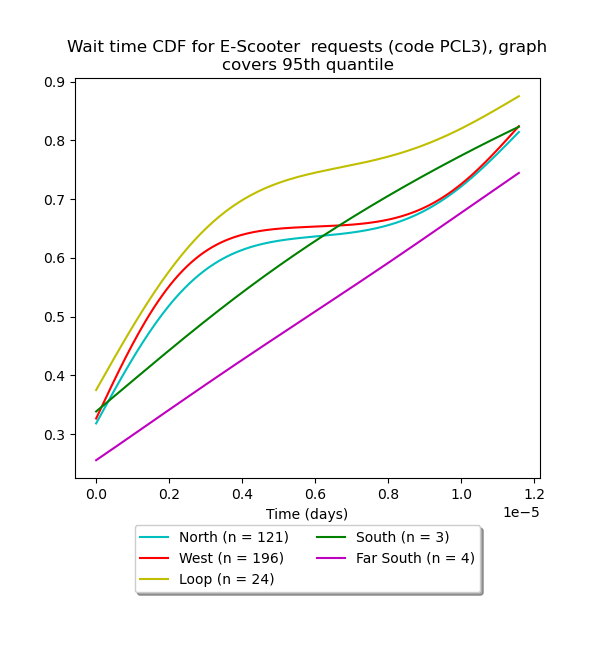 Wait time CDF for E-Scooter  requests (code PCL3), graph
covers 95th quantile
0.9
0.8
0.7
0.6
0.5
0.4
0.3
0.0 0.2 0.4 0.6 0.8 1.0 1.2
1e−5
Time (days)
North (n = 121)
West (n = 196)
Loop (n = 24)
South (n = 3)
Far South (n = 4)